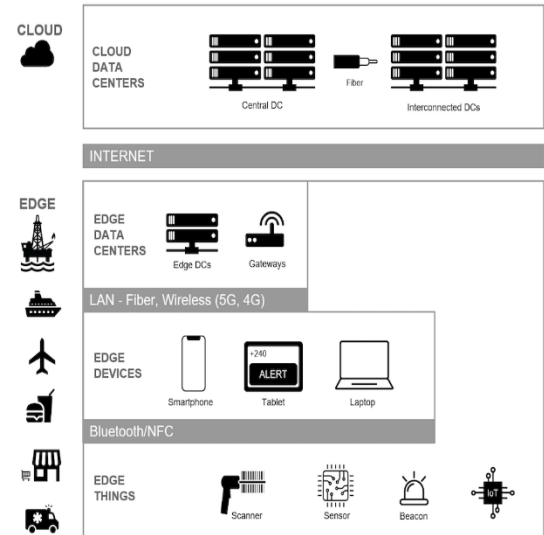 CLOUD
CLOUD
DATA
CENTERS
Central DC
Fiber
Interconnected DCs
INTERNET
EDGE
EDGE
DATA
CENTERS
Edge DCs
Gateways
LAN - Fiber, Wireless (5G, 4G)
EDGE
DEVICES
+240
ALERT
Smartphone
Tablet
Laptop
Bluetooth/NFC
EDGE
THINGS
Scanner
Sensor
Beacon
IoT